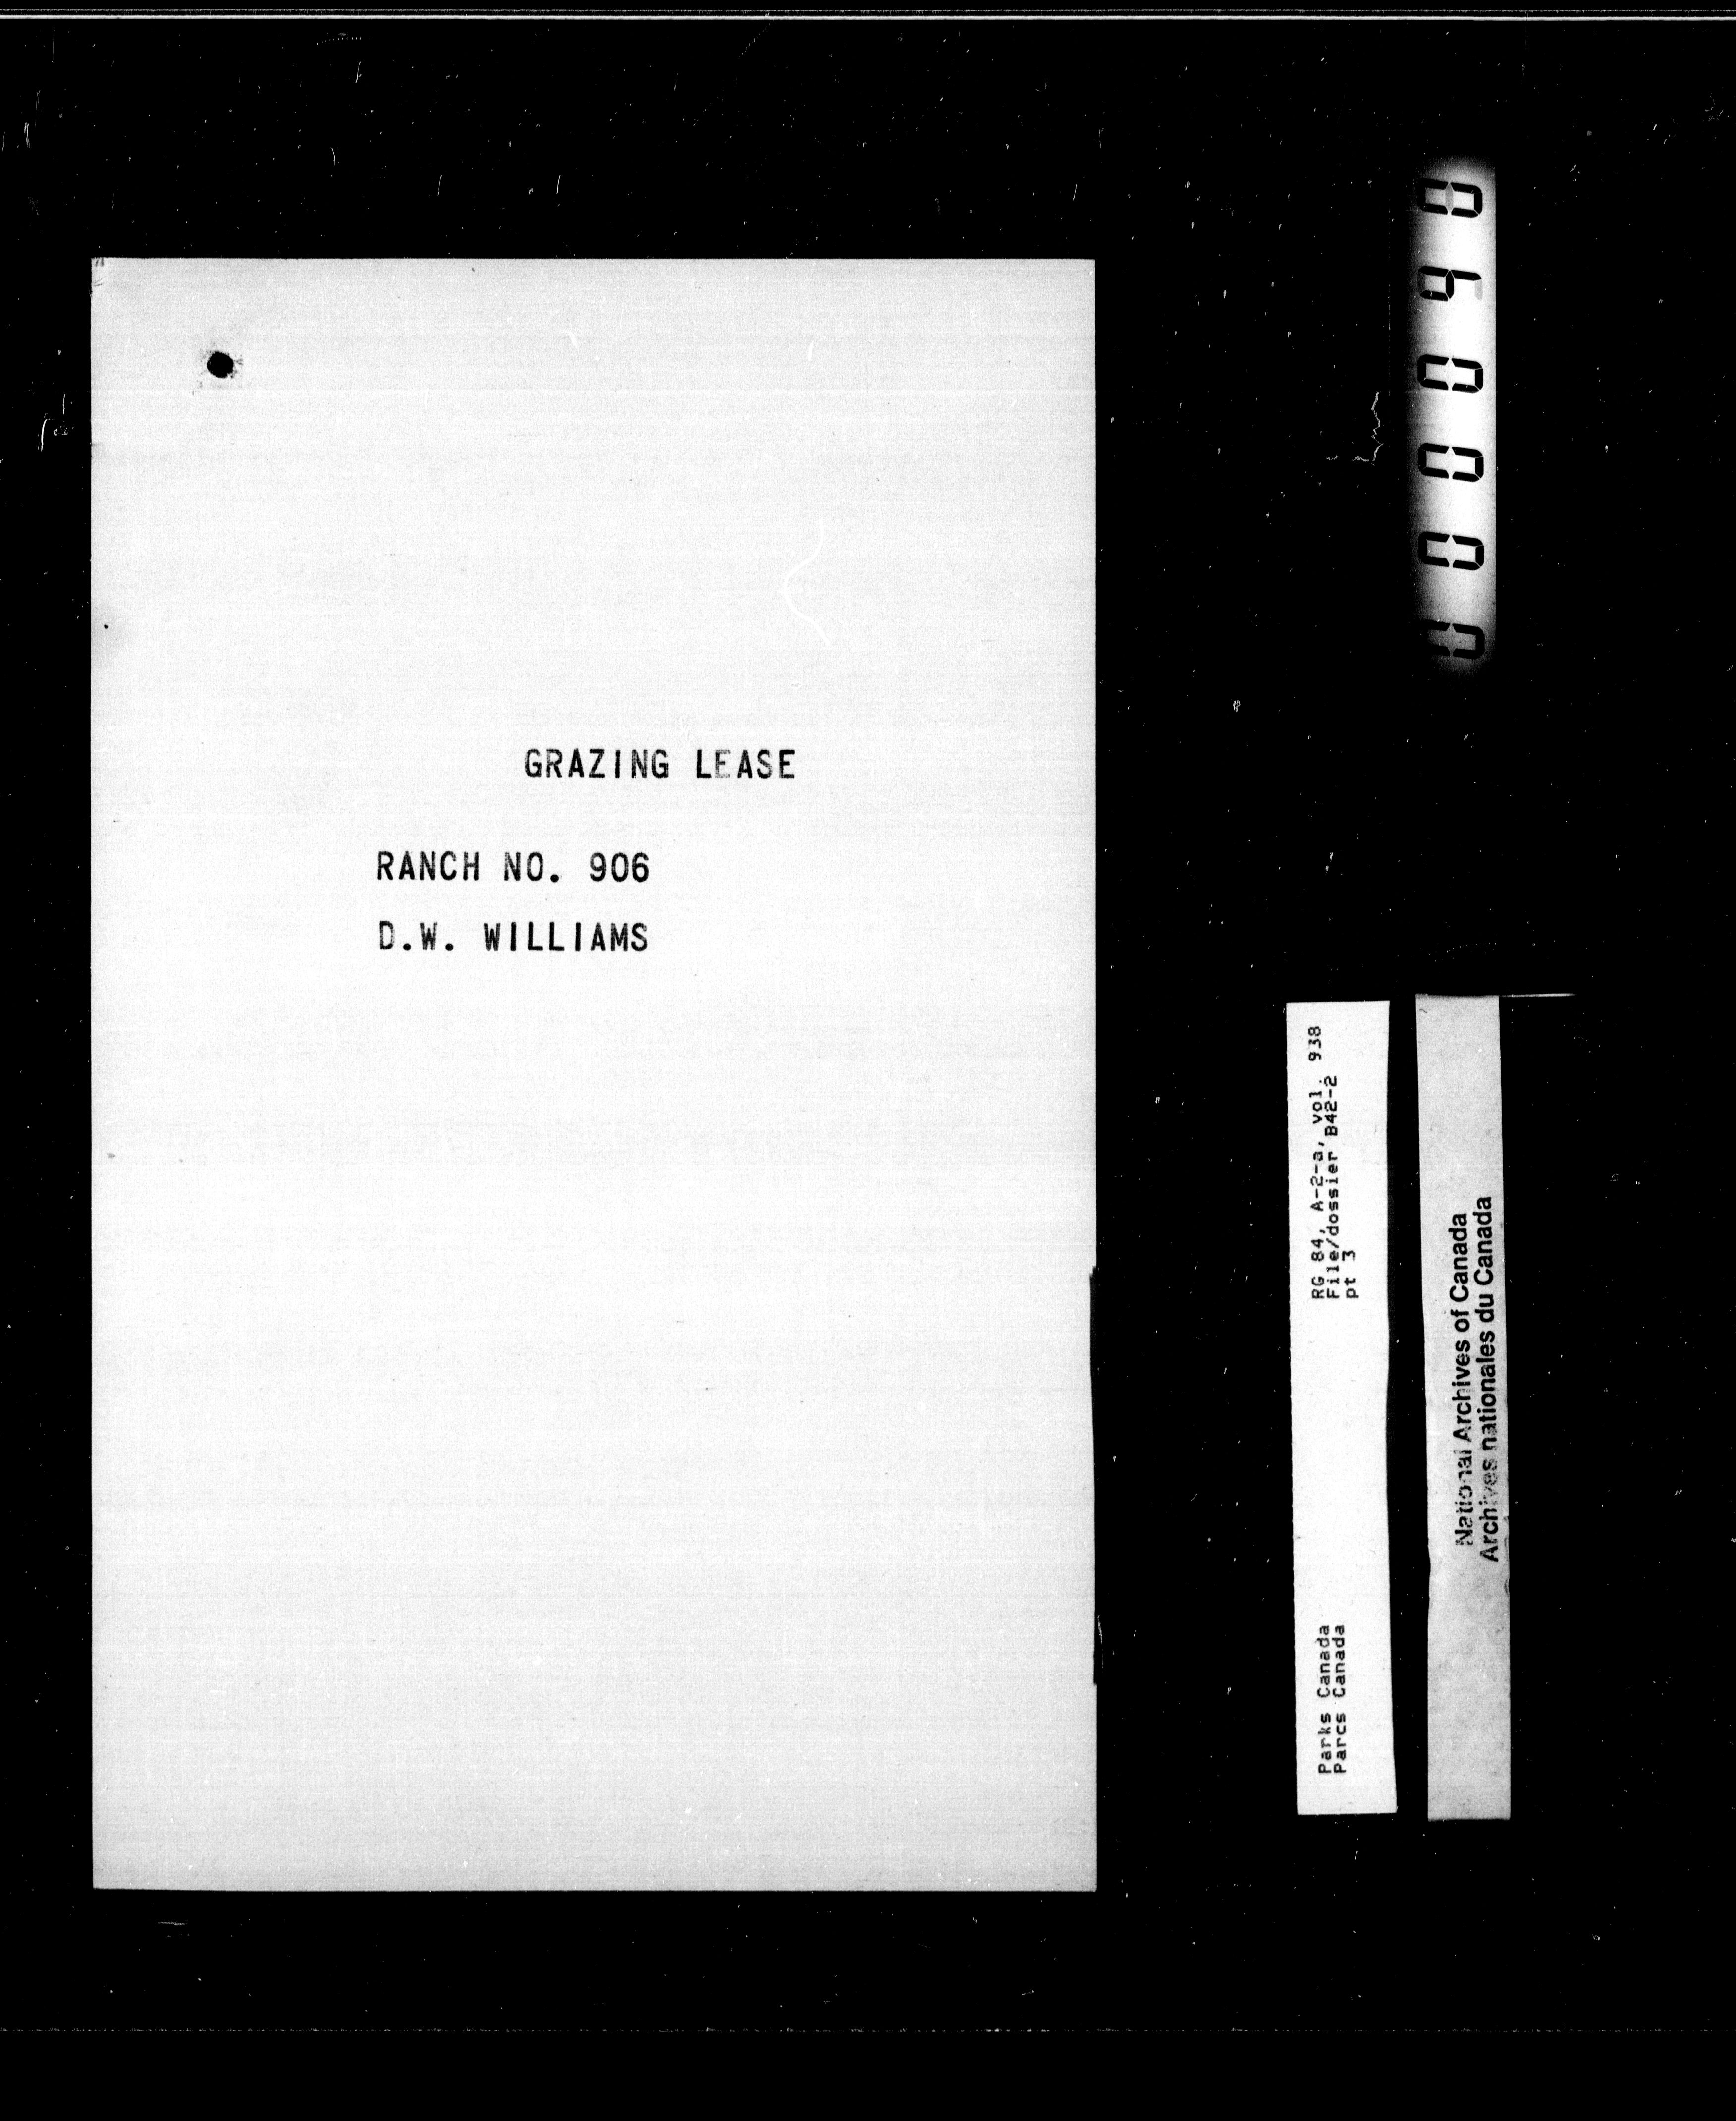 GRAZING LEASE
RANCH NO. 906
D.W. WILLIAMS
000090
RG 84, A-2-a, vol. 938
File/dossier B42-2
pt 3
Parks Canada
Parcs Canada
National Archives of Canada
Archives nationales du Canada